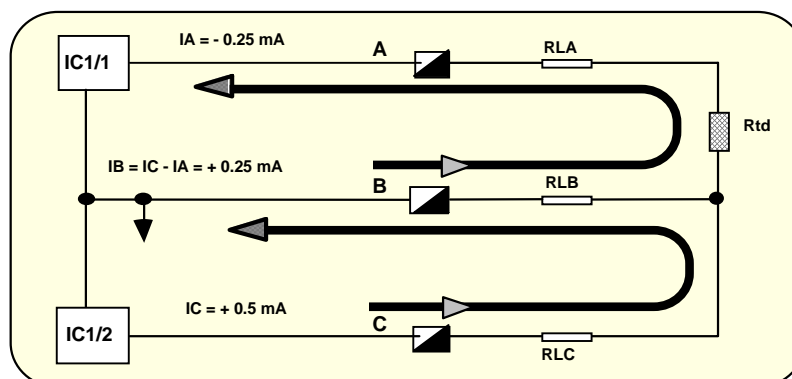 IA = - 0.25 mA
A
RLA
IC1/1
Rtd
IB = IC - IA = + 0.25 mA
B
RLB
IC = + 0.5 mA
C
IC1/2
RLC